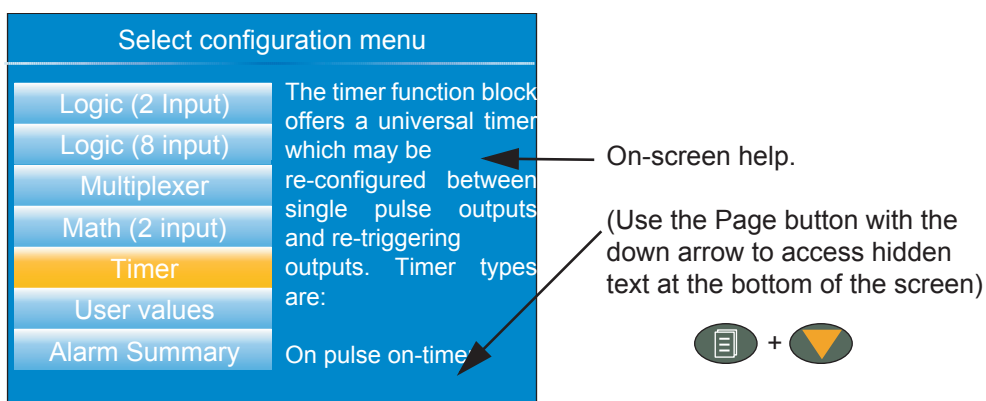 Select configuration menu
Logic (2 Input)
Logic (8 input)
Multiplexer
Math (2 input)
Timer
User values
Alarm Summary
The timer function block
offers a universal timer
which may be
re-configured between
single pulse outputs
and re-triggering
outputs. Timer types
are:
On pulse on-timer
On-screen help.
(Use the Page button with the
down arrow to access hidden
text at the bottom of the screen)
+